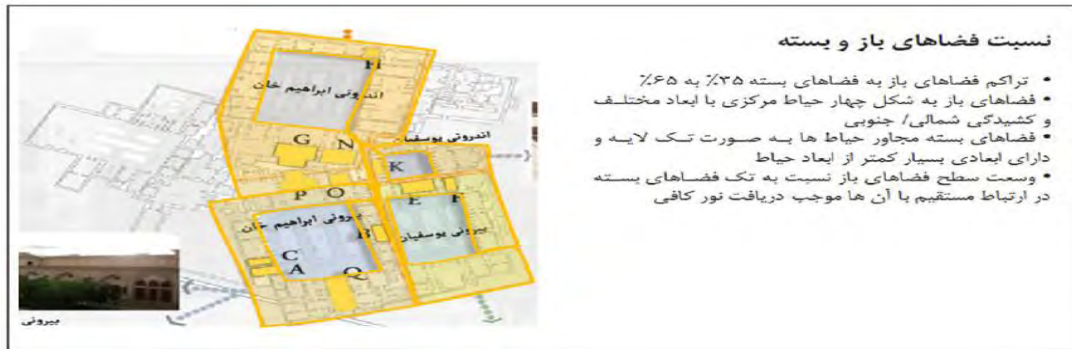 نسبت فضاهای باز و بسته
• تراکم فضاهای باز به فضاهای بسته ۳۵٪ به ۶۵٪
• فضاهای باز به شکل چهار حیاط مرکزی با ابعاد مختلف
و کشیدگی شمالی/ جنوبی
• فضاهای بسته مجاور حیاط ها به صورت تک لایه و
دارای ابعادی بسیار کمتر از ابعاد حیاط
• وسعت سطح فضاهای باز نسبت به تک فضاهای بسته
در ارتباط مستقیم با آن ها موجب دریافت نور کافی
H
اندرونی ابراهیم خان
G N
اندرونی یوسفیان
K
P O
E F
بیرونی ابراهیم خان
B
بیرونی یوسفیان
C
A Q
بیرونی